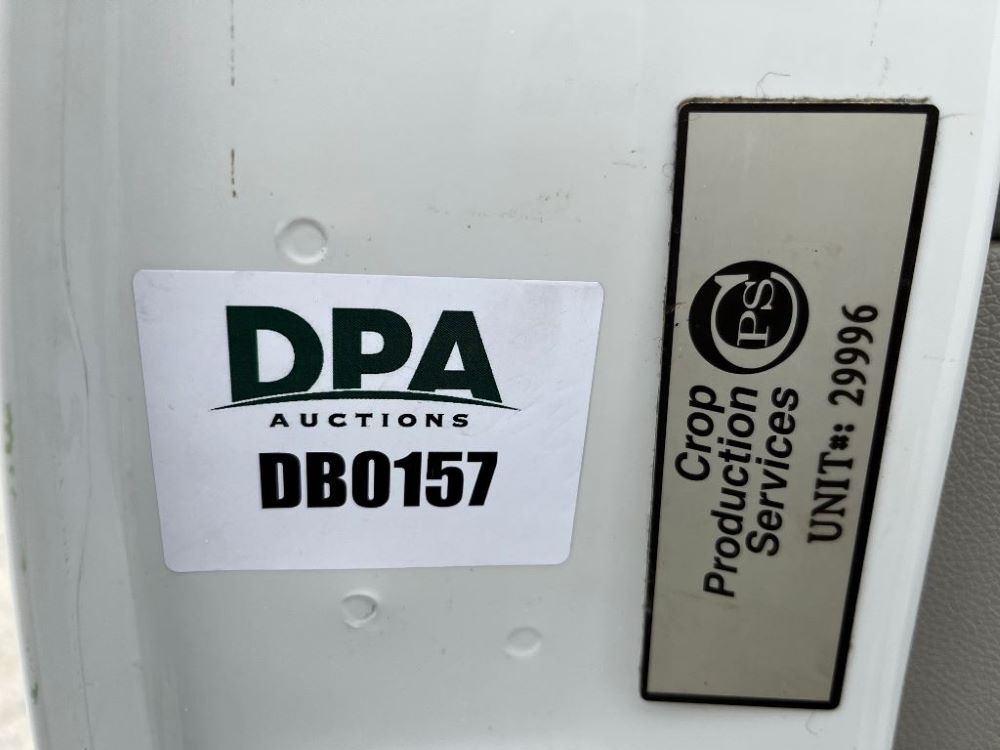 DPA
AUCTIONS
DB0157
CPS
Crop
Production
Services
UNIT#: 29996